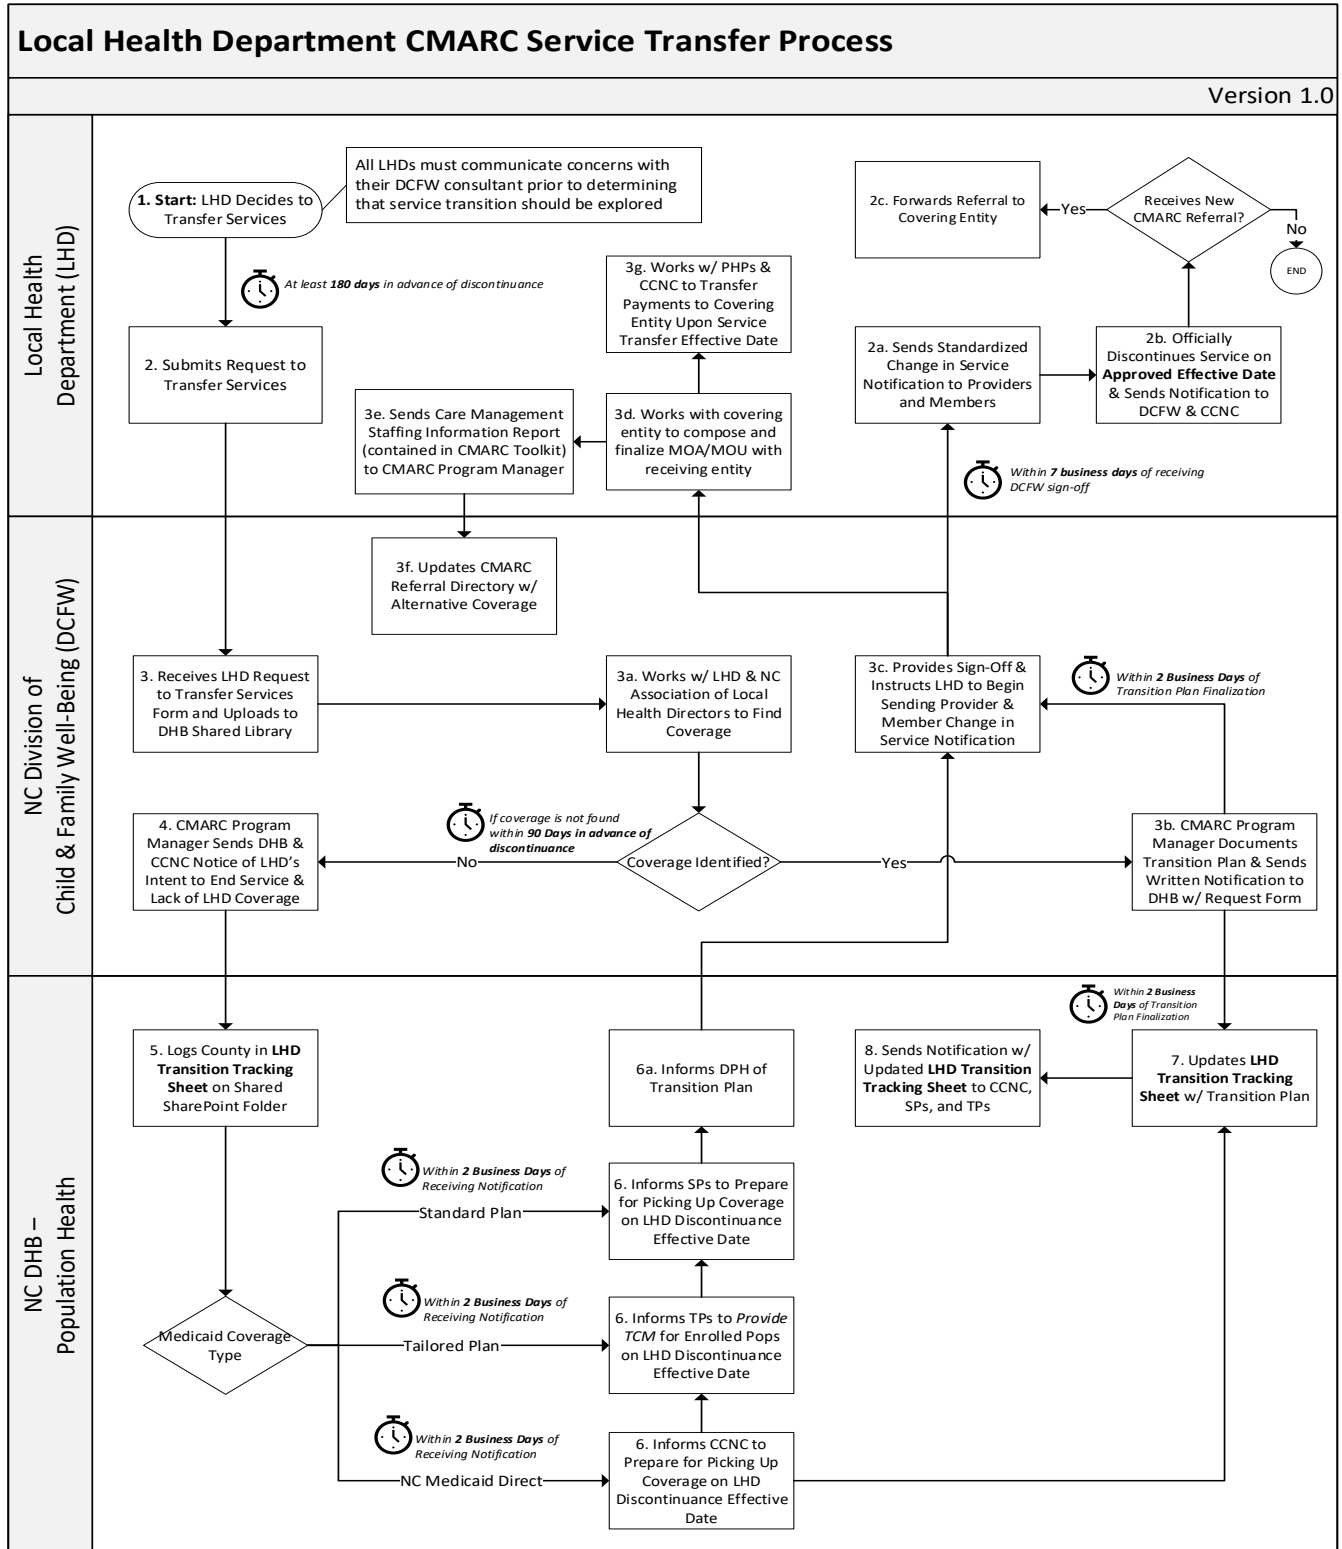 Local Health Department CMARC Service Transfer Process
Version 1.0
Local Health
Department (LHD)
1. Start: LHD Decides to
Transfer Services
All LHDs must communicate concerns with
their DCFW consultant prior to determining
that service transition should be explored
At least 180 days in advance of discontinuance
2. Submits Request to
Transfer Services
3g. Works w/ PHPs &
CCNC to Transfer
Payments to Covering
Entity Upon Service
Transfer Effective Date
3e. Sends Care Management
Staffing Information Report
(contained in CMARC Toolkit)
to CMARC Program Manager
3d. Works with covering
entity to compose and
finalize MOA/MOU with
receiving entity
2c. Forwards Referral to
Covering Entity
Yes
Receives New
CMARC Referral?
No
END
2a. Sends Standardized
Change in Service
Notification to Providers
and Members
2b. Officially
Discontinues Service on
Approved Effective Date
& Sends Notification to
DCFW & CCNC
Within 7 business days of receiving
DCFW sign-off
NC Division of
Child & Family Well-Being (DCFW)
3f. Updates CMARC
Referral Directory w/
Alternative Coverage
3. Receives LHD Request
to Transfer Services
Form and Uploads to
DHB Shared Library
3a. Works w/ LHD & NC
Association of Local
Health Directors to Find
Coverage
3c. Provides Sign-Off &
Instructs LHD to Begin
Sending Provider &
Member Change in
Service Notification
Within 2 Business Days of
Transition Plan Finalization
4. CMARC Program
Manager Sends DHB &
CCNC Notice of LHD's
Intent to End Service &
Lack of LHD Coverage
If coverage is not found
within 90 Days in advance of
discontinuance
No
Coverage Identified?
Yes
3b. CMARC Program
Manager Documents
Transition Plan & Sends
Written Notification to
DHB w/ Request Form
NC DHB –
Population Health
Within 2 Business
Days of Transition
Plan Finalization
5. Logs County in LHD
Transition Tracking
Sheet on Shared
SharePoint Folder
6a. Informs DPH of
Transition Plan
8. Sends Notification w/
Updated LHD Transition
Tracking Sheet to CCNC,
SPs, and TPs
7. Updates LHD
Transition Tracking
Sheet w/ Transition Plan
Within 2 Business Days of
Receiving Notification
Standard Plan
6. Informs SPs to Prepare
for Picking Up Coverage
on LHD Discontinuance
Effective Date
Medicaid Coverage
Type
Within 2 Business Days of
Receiving Notification
Tailored Plan
6. Informs TPs to Provide
TCM for Enrolled Pops
on LHD Discontinuance
Effective Date
Within 2 Business Days of
Receiving Notification
NC Medicaid Direct
6. Informs CCNC to
Prepare for Picking Up
Coverage on LHD
Discontinuance Effective
Date